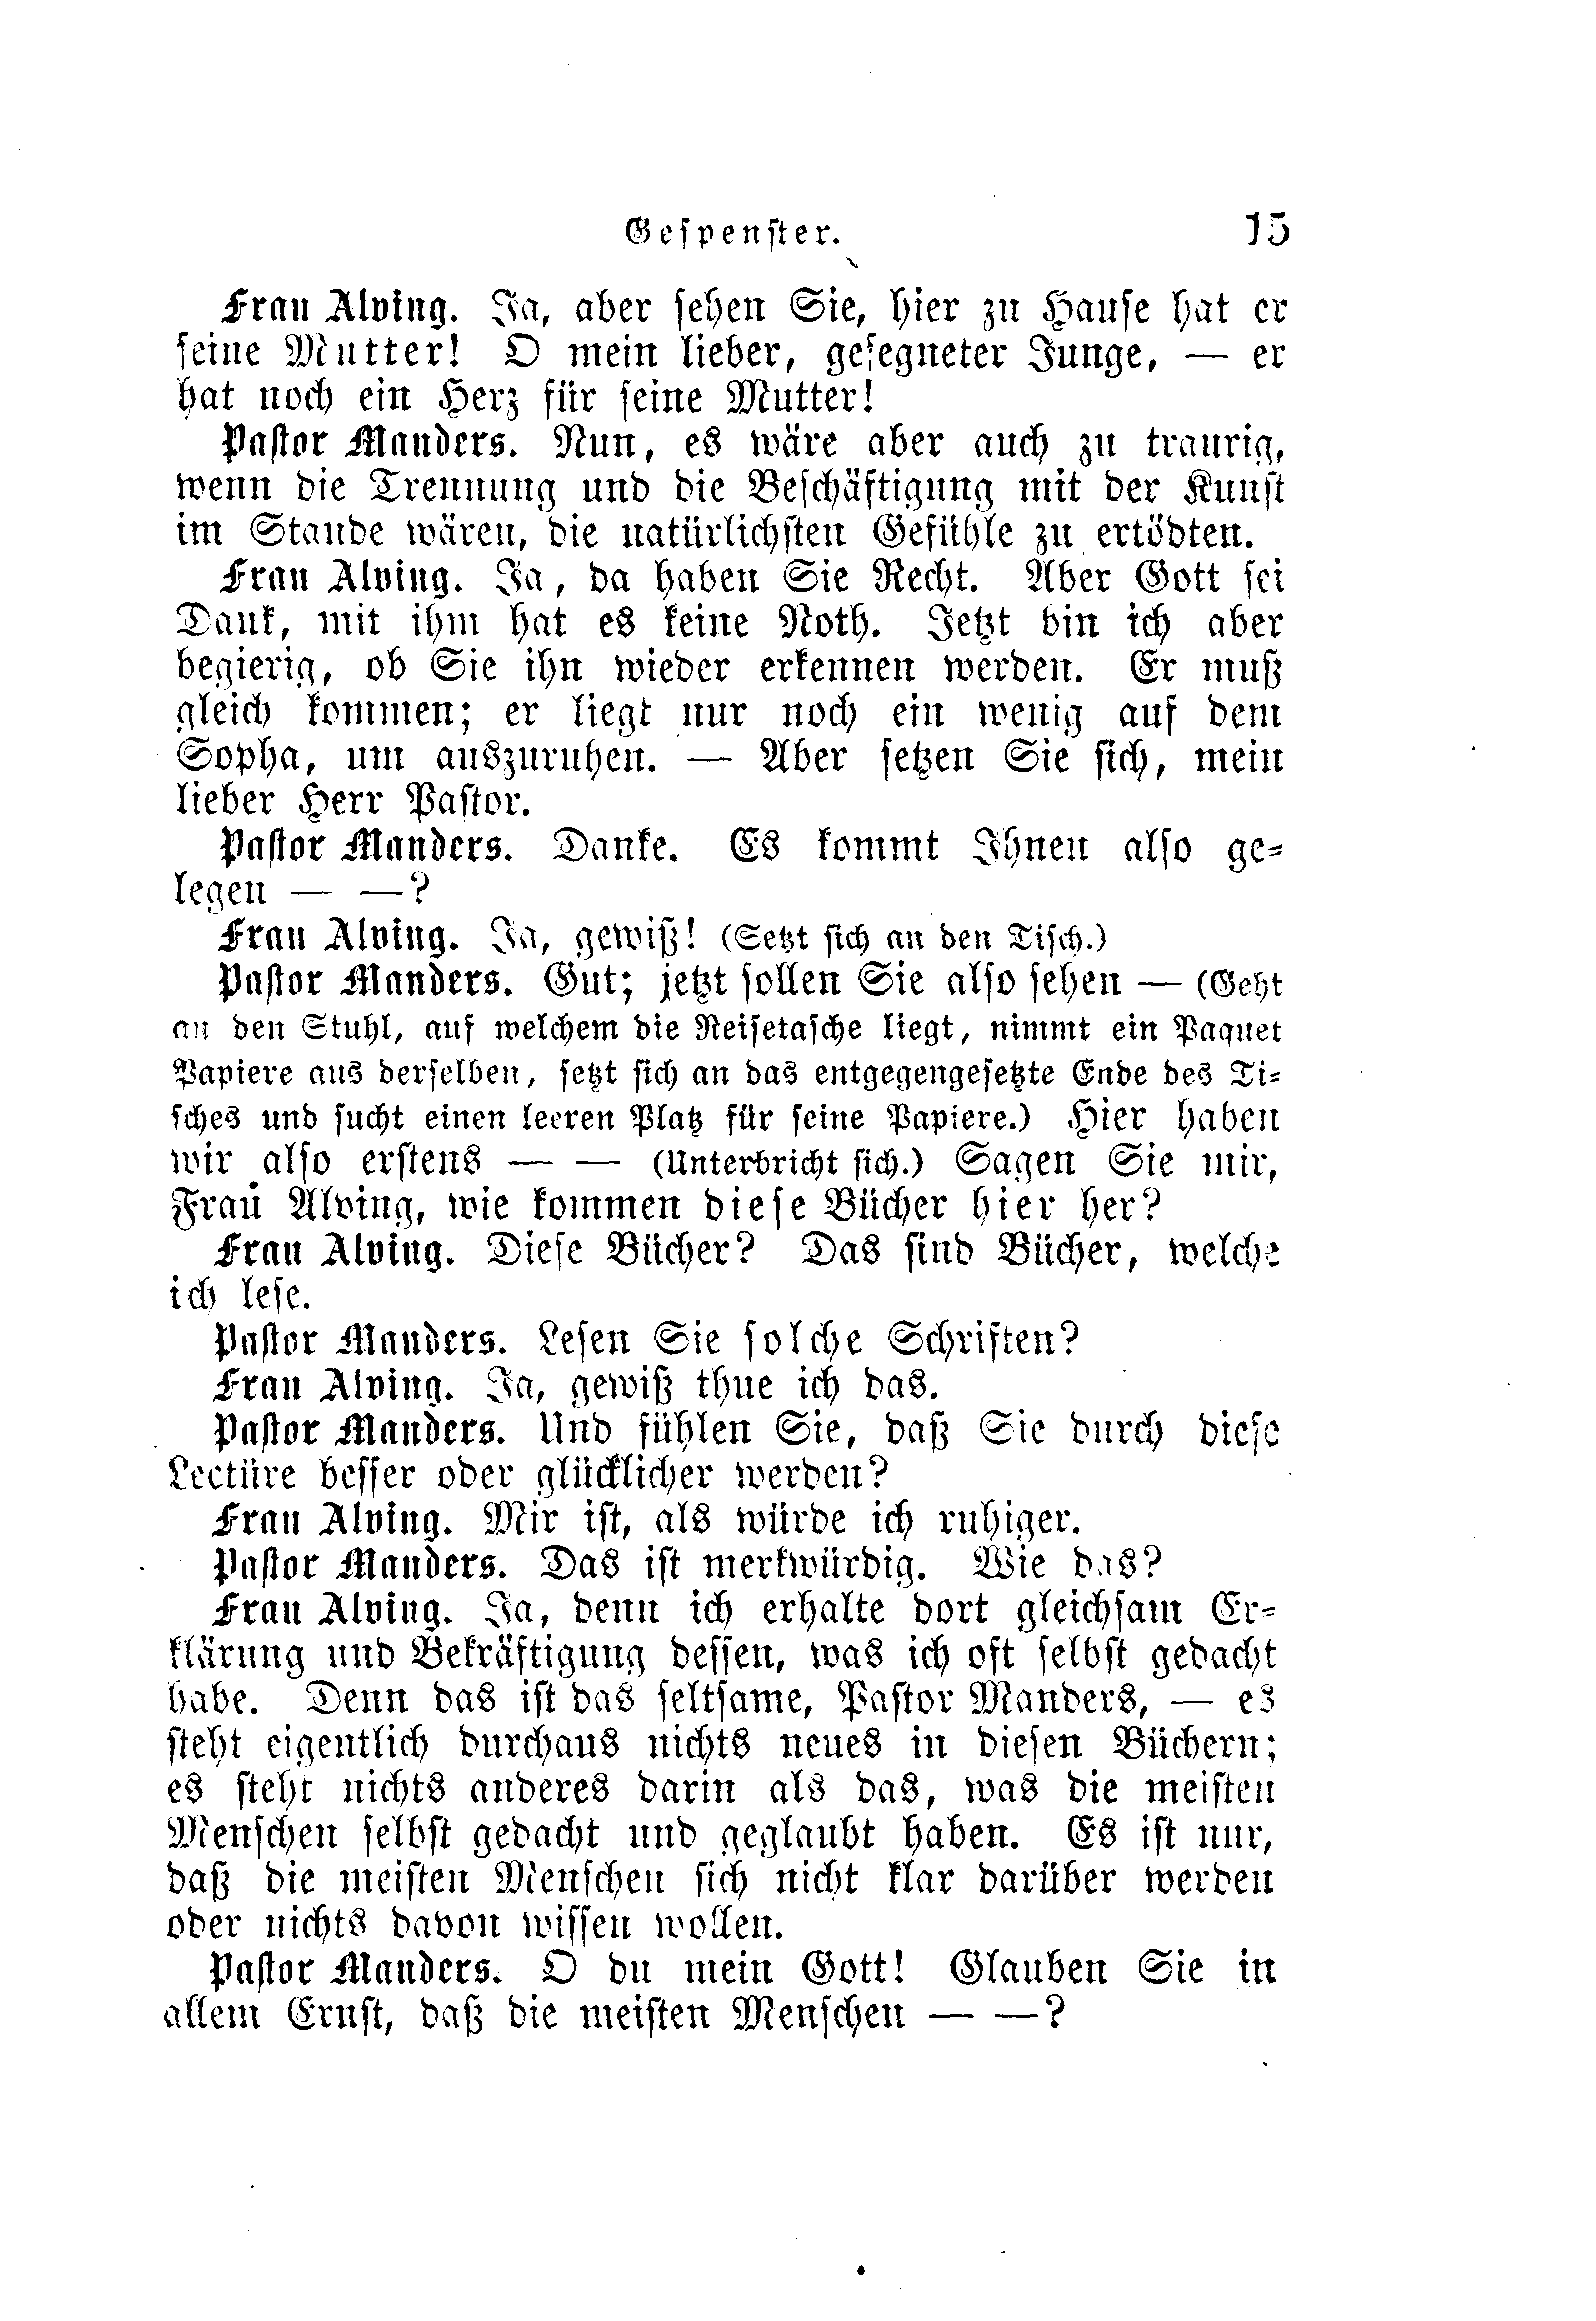 Gespenster. 15
Frau Alving. Ja, aber sehen Sie, hier zu Hause hat er
seine Mutter! O mein lieber, gesegneter Junge, — er
hat noch ein Herz für seine Mutter!
Pastor Manders. Nun, es wäre aber auch zu traurig,
wenn die Trennung und die Beschäftigung mit der Kunst
im Stande wären, die natürlichsten Gefühle zu ertödten.
Frau Alving. Ja, da haben Sie Recht. Aber Gott sei
Dank, mit ihm hat es keine Noth. Jetzt bin ich aber
begierig, ob Sie ihn wieder erkennen werden. Er muß
gleich kommen; er liegt nur noch ein wenig auf dem
Sopha, um auszuruhen. — Aber setzen Sie sich, mein
lieber Herr Pastor.
Pastor Manders. Danke. Es kommt Ihnen also ge-
legen — —?
Frau Alving. Ja, gewiß! (Setzt sich an den Tisch.)
Pastor Manders. Gut; jetzt sollen Sie also sehen — (Geht
an den Stuhl, auf welchem die Reisetasche liegt, nimmt ein Paquet
Papiere aus derselben, setzt sich an das entgegengesetzte Ende des Ti-
sches und sucht einen leeren Platz für seine Papiere.) Hier haben
wir also erstens — — (Unterbricht sich.) Sagen Sie mir,
Frau Alving, wie kommen diese Bücher hier her?
Frau Alving. Diese Bücher? Das sind Bücher, welche
ich lese.
Pastor Manders. Lesen Sie solche Schriften?
Frau Alving. Ja, gewiß thue ich das.
Pastor Manders. Und fühlen Sie, daß Sie durch diese
Lectüre besser oder glücklicher werden?
Frau Alving. Mir ist, als würde ich ruhiger.
Pastor Manders. Das ist merkwürdig. Wie das?
Frau Alving. Ja, denn ich erhalte dort gleichsam Er-
klärung und Bekräftigung dessen, was ich oft selbst gedacht
habe. Denn das ist das seltsame, Pastor Manders, — es
steht eigentlich durchaus nichts neues in diesen Büchern;
es steht nichts anderes darin als das, was die meisten
Menschen selbst gedacht und geglaubt haben. Es ist nur,
daß die meisten Menschen sich nicht klar darüber werden
oder nichts davon wissen wollen.
Pastor Manders. O du mein Gott! Glauben Sie in
allem Ernst, daß die meisten Menschen — —?